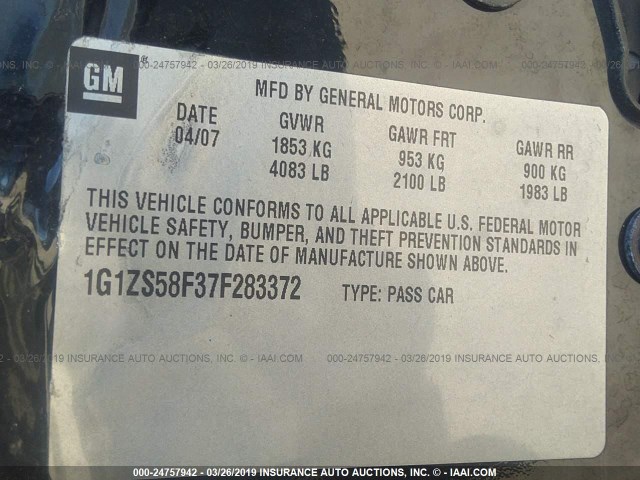 GM®
MFD BY GENERAL MOTORS CORP.
DATE GVWR GAWR FRT GAWR RR
04/07 1853 KG 953 KG 900 KG
4083 LB 2100 LB 1983 LB
THIS VEHICLE CONFORMS TO ALL APPLICABLE U.S. FEDERAL MOTOR
VEHICLE SAFETY, BUMPER, AND THEFT PREVENTION STANDARDS IN
EFFECT ON THE DATE OF MANUFACTURE SHOWN ABOVE.
1G1ZS58F37F283372 TYPE: PASS CAR
000-24757942 - 03/26/2019 INSURANCE AUTO AUCTIONS, INC. - © IAAI.COM